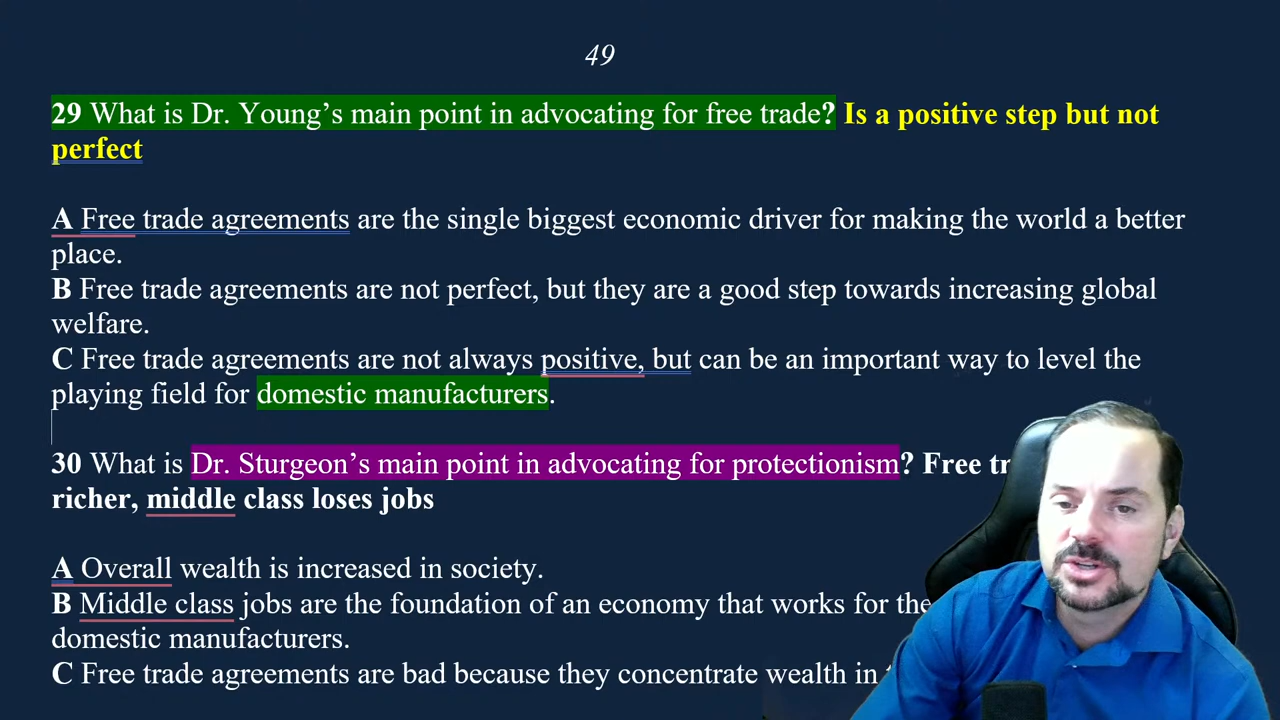 49
29 What is Dr. Young’s main point in advocating for free trade? Is a positive step but not
perfect
A Free trade agreements are the single biggest economic driver for making the world a better
place.
B Free trade agreements are not perfect, but they are a good step towards increasing global
welfare.
C Free trade agreements are not always positive, but can be an important way to level the
playing field for domestic manufacturers.
30 What is Dr. Sturgeon’s main point in advocating for protectionism? Free
richer, middle class loses jobs
A Overall wealth is increased in society.
B Middle class jobs are the foundation of an economy that works for the
domestic manufacturers.
C Free trade agreements are bad because they concentrate wealth in